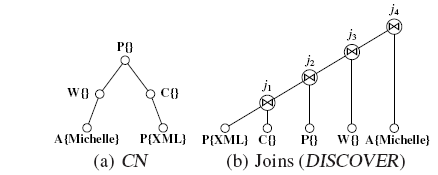 P{}
W{}
C{}
A{Michelle}
P{XML}
(a) CN
j4
j3
j2
j1
P{XML} C{} P{} W{} A{Michelle}
(b) Joins (DISCOVER)